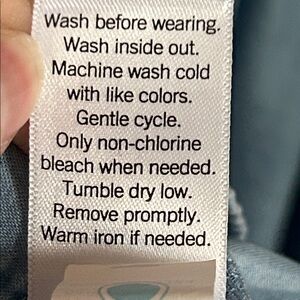 Wash before wearing.
Wash inside out.
Machine wash cold
with like colors.
Gentle cycle.
Only non-chlorine
bleach when needed.
Tumble dry low.
Remove promptly.
Warm iron if needed.